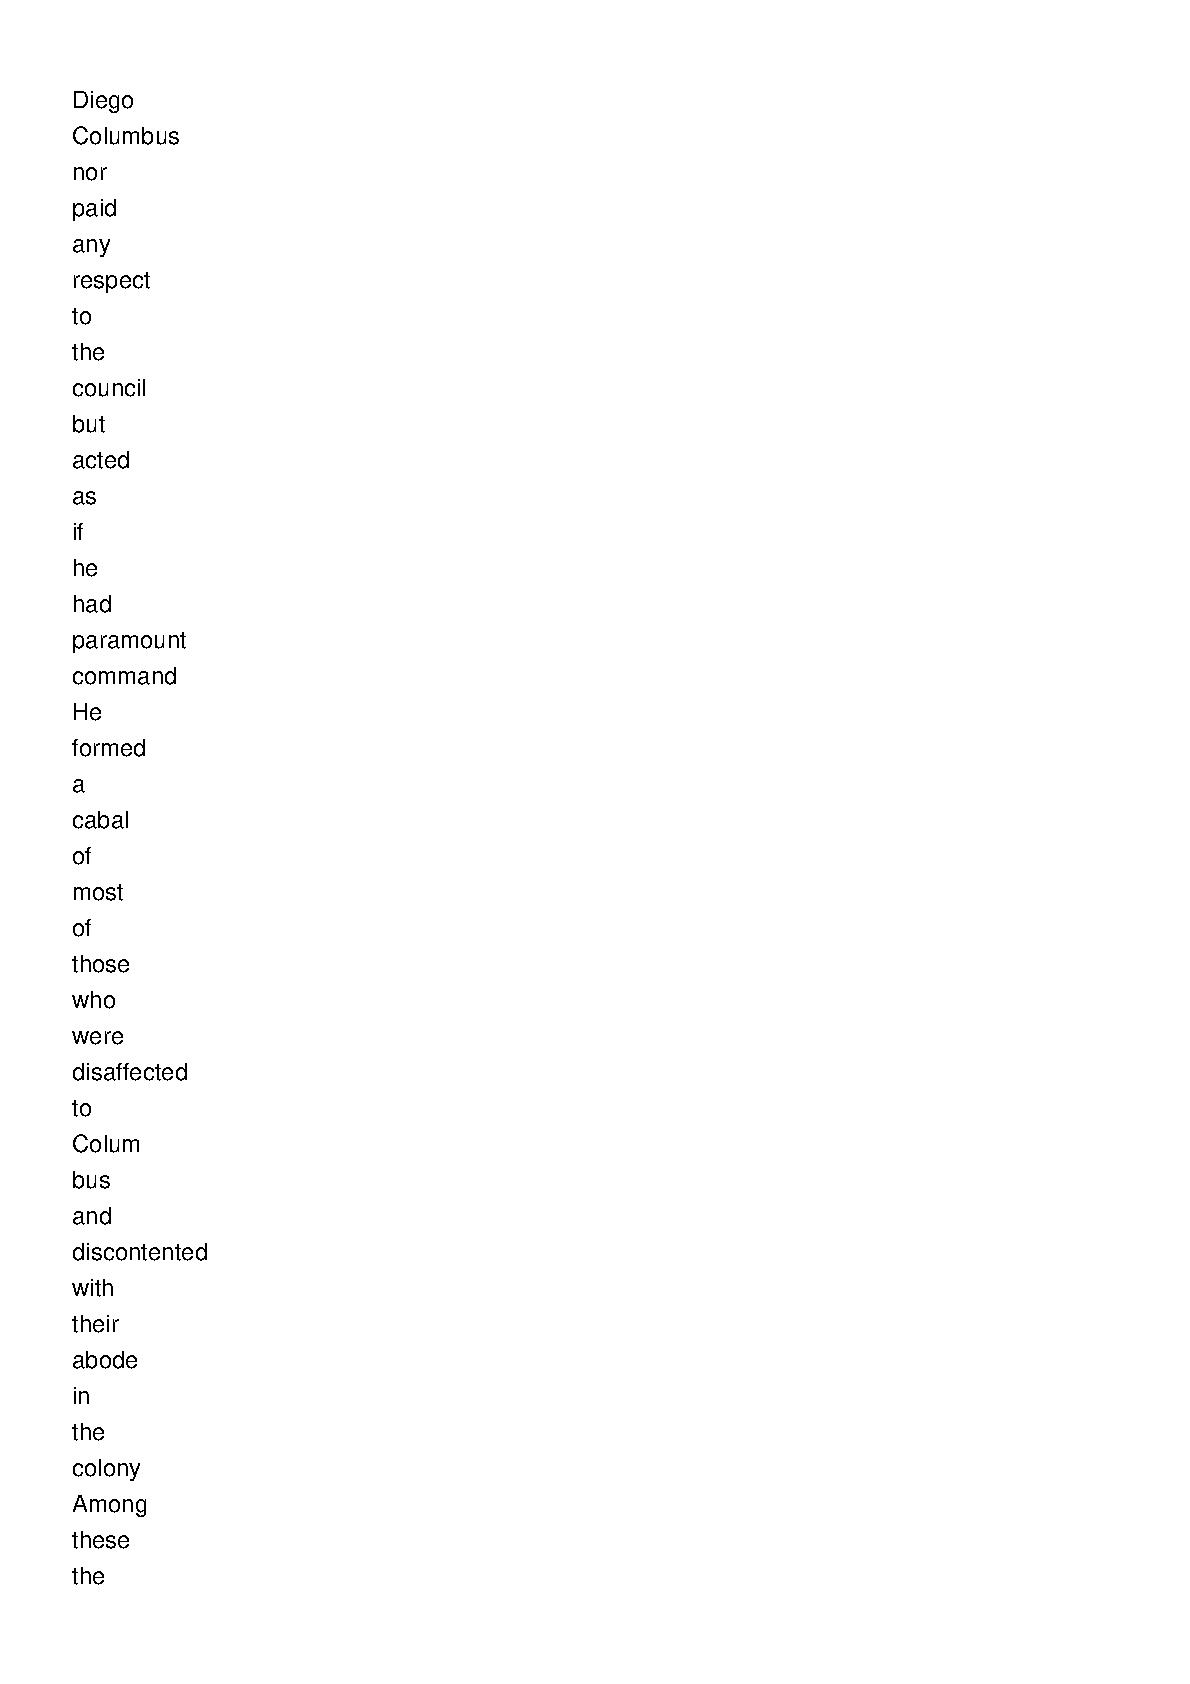 Diego
Columbus
nor
paid
any
respect
to
the
council
but
acted
as
if
he
had
paramount
command
He
formed
a
cabal
of
most
of
those
who
were
disaffected
to
Colum
bus
and
discontented
with
their
abode
in
the
colony
Among
these
the